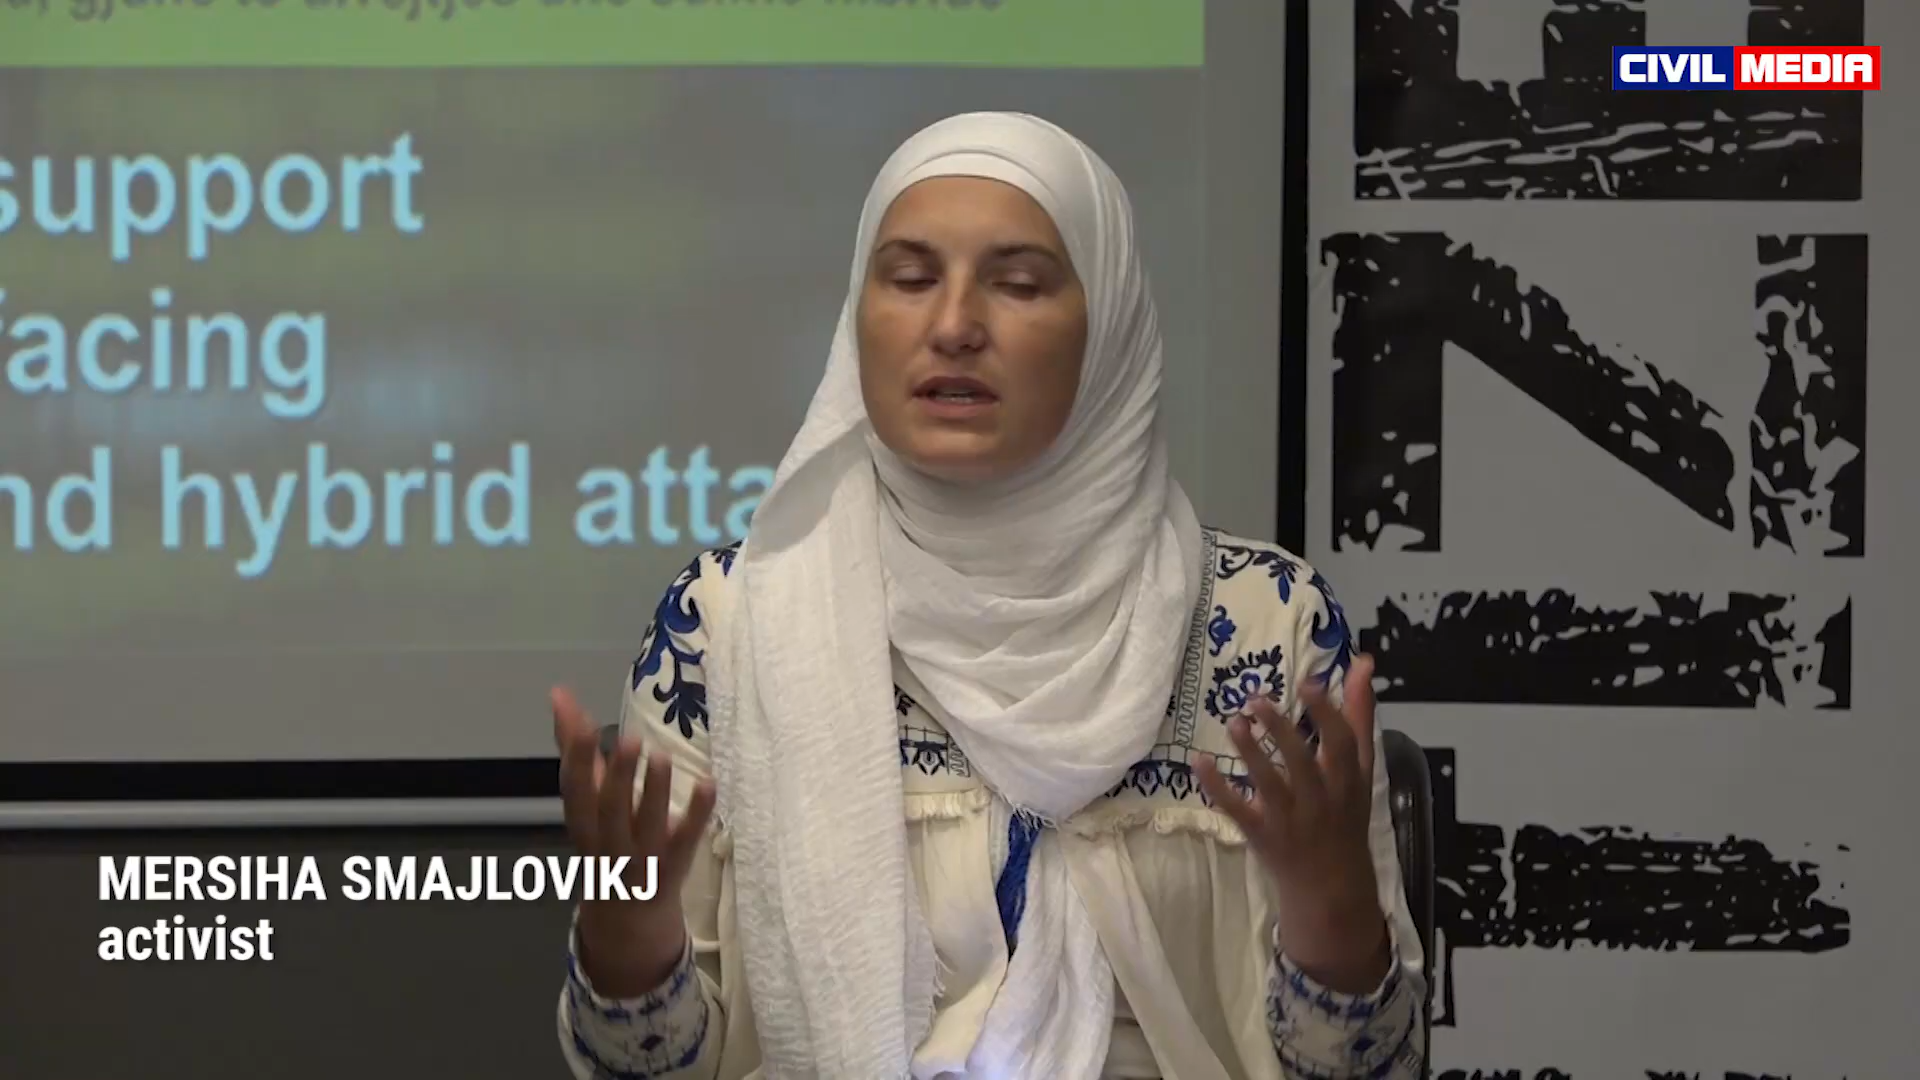 CIVIL MEDIA
support
facing
nd hybrid atta
MERSIHA SMAJLOVIKJ
activist